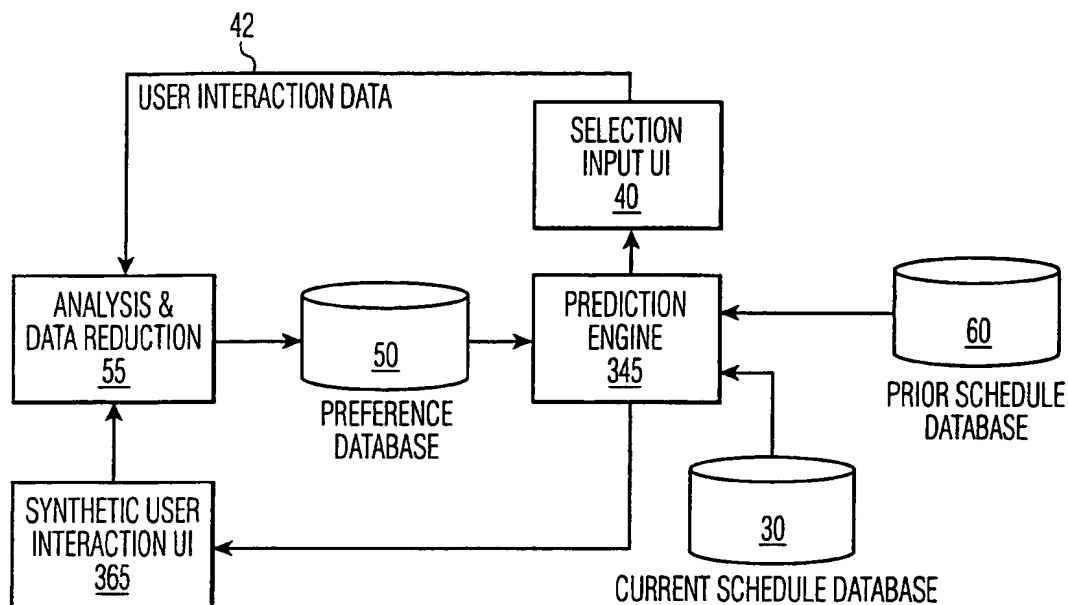 42
USER INTERACTION DATA
SELECTION
INPUT UI
40
ANALYSIS &
DATA REDUCTION
55
50
PREFERENCE
DATABASE
PREDICTION
ENGINE
345
60
PRIOR SCHEDULE
DATABASE
SYNTHETIC USER
INTERACTION UI
365
30
CURRENT SCHEDULE DATABASE